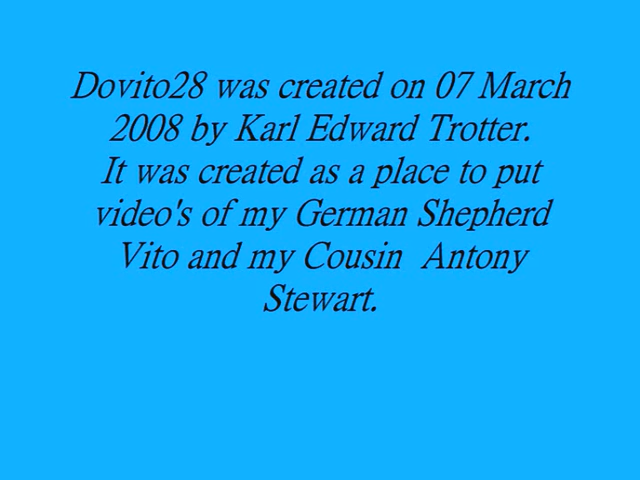 Dovito28 was created on 07 March
2008 by Karl Edward Trotter.
It was created as a place to put
video's of my German Shepherd
Vito and my Cousin  Antony
Stewart.